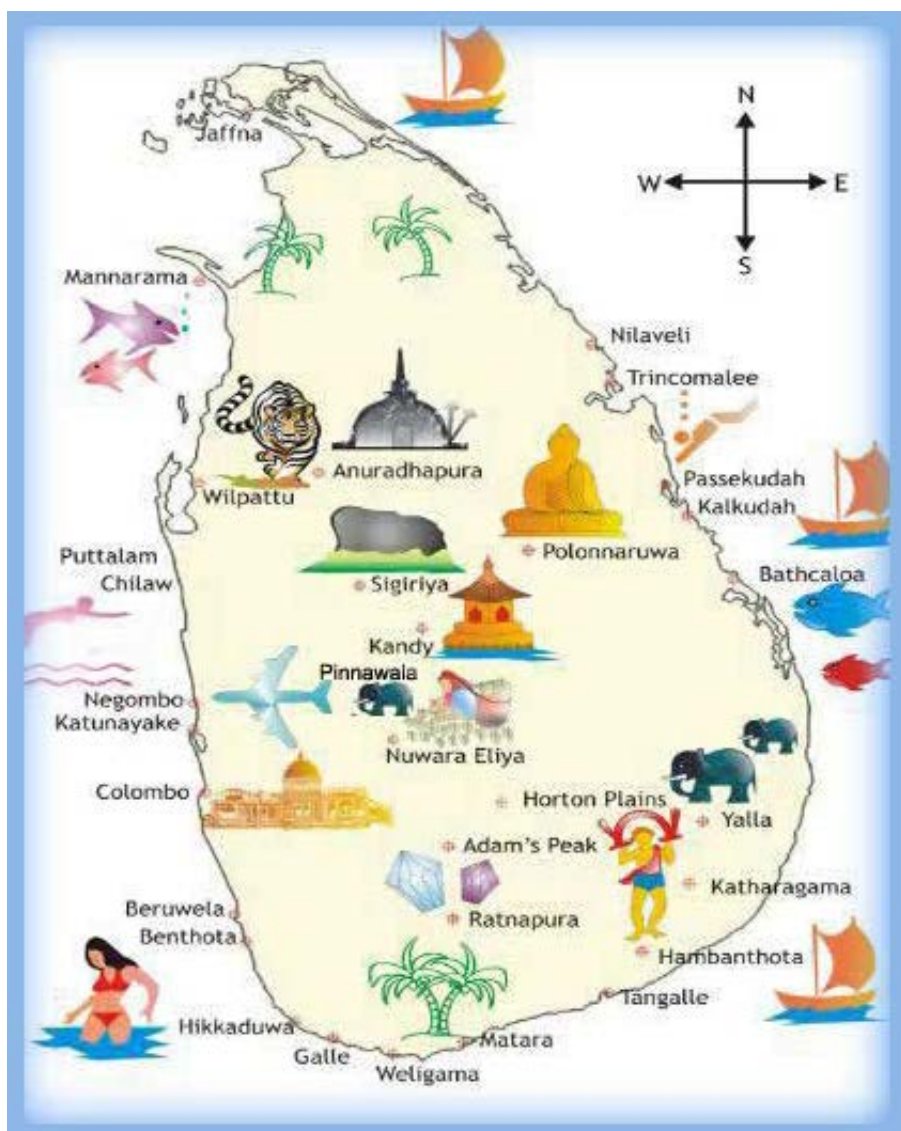 Jaffna
N
W
E
S
Mannarama
Nilaveli
Trincomalee
Anuradhapura
Wilpattu
Passekudah
Kalkudah
Polonnaruwa
Puttalam
Chilaw
Sigiriya
Bathcaloa
Kandy
Pinnawala
Negombo
Katunayake
Nuwara Eliya
Colombo
Horton Plains
Yalla
Adam's Peak
Katharagama
Beruwela
Ratnapura
Benthota
Hambanthota
Tangalle
Hikkaduwa
Matara
Galle
Weligama